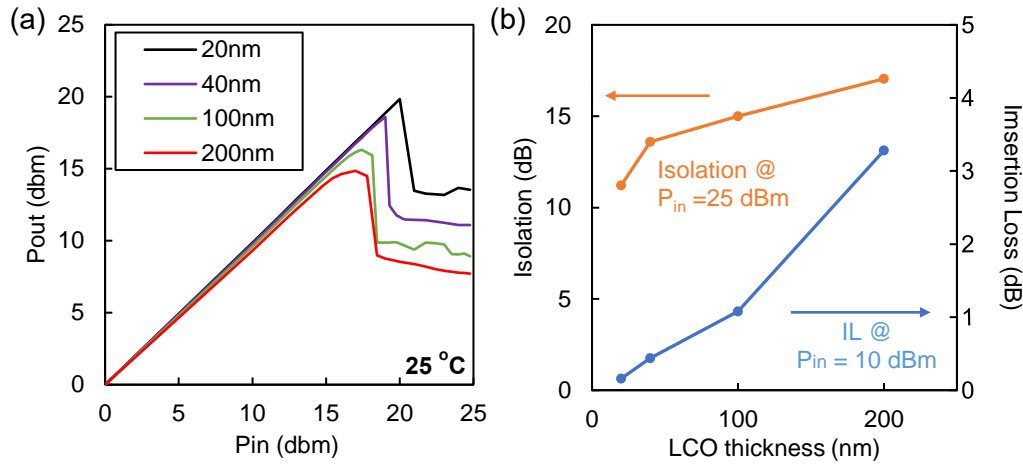 (a)
25
20
15
10
5
0
Pout (dbm)
20nm
40nm
100nm
200nm
25 °C
0 5 10 15 20 25
Pin (dbm)
(b)
20
15
10
5
0
Isolation (dB)
Isolation @
Pin =25 dBm
IL @
Pin = 10 dBm
5
4
3
2
1
0
Imsertion Loss
(dB)
0 100 200
LCO thickness (nm)